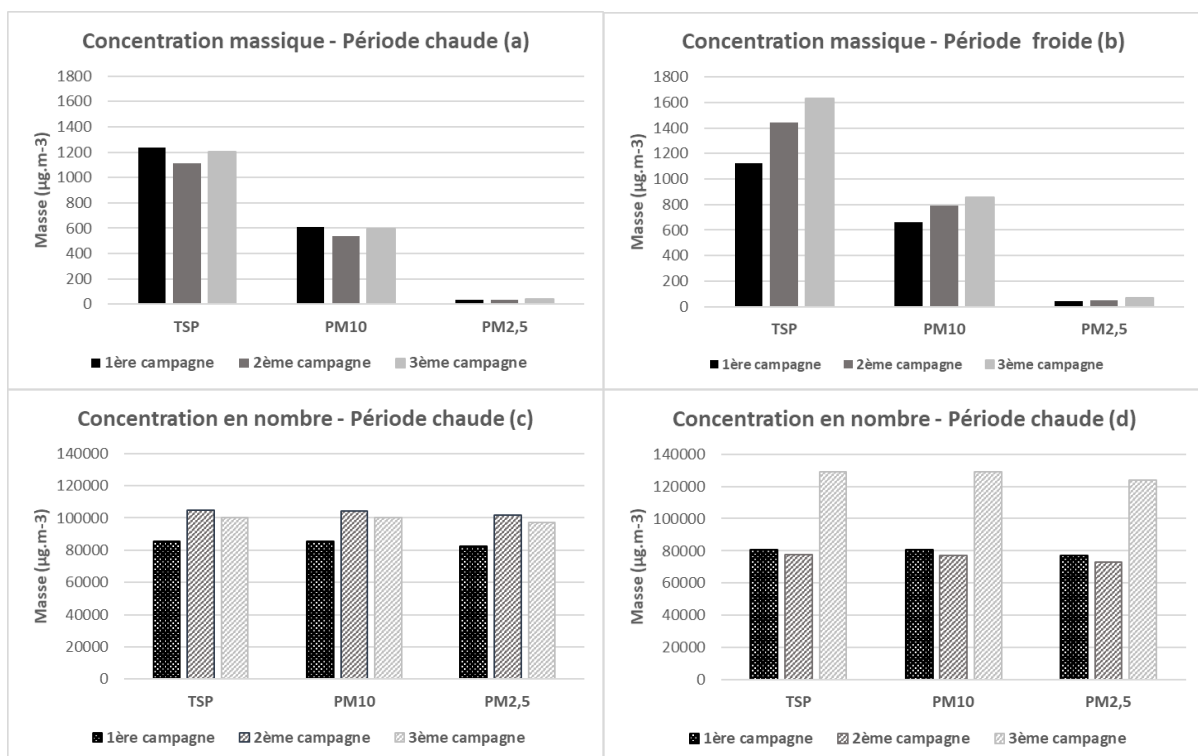 Concentration massique - Période chaude (a)
1800
1600
1400
1200
1000
800
600
400
200
0
Masse (µg.m-3)
TSP PM10 PM2,5
1ère campagne 2ème campagne 3ème campagne
Concentration massique - Période froide (b)
1800
1600
1400
1200
1000
800
600
400
200
0
Masse (µg.m-3)
TSP PM10 PM2,5
1ère campagne 2ème campagne 3ème campagne
Concentration en nombre - Période chaude (c)
140000
120000
100000
80000
60000
40000
20000
0
Masse (µg.m-3)
TSP PM10 PM2,5
1ère campagne 2ème campagne 3ème campagne
Concentration en nombre - Période chaude (d)
140000
120000
100000
80000
60000
40000
20000
0
Masse (µg.m-3)
TSP PM10 PM2,5
1ère campagne 2ème campagne 3ème campagne